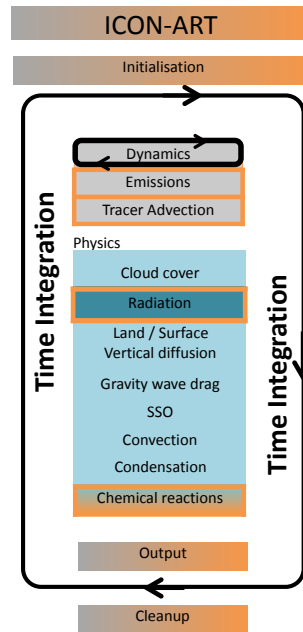 ICON-ART
Initialisation
Time Integration
Dynamics
Emissions
Tracer Advection
Physics
Cloud cover
Radiation
Land / Surface
Vertical diffusion
Gravity wave drag
SSO
Convection
Condensation
Chemical reactions
Time Integration
Output
Cleanup